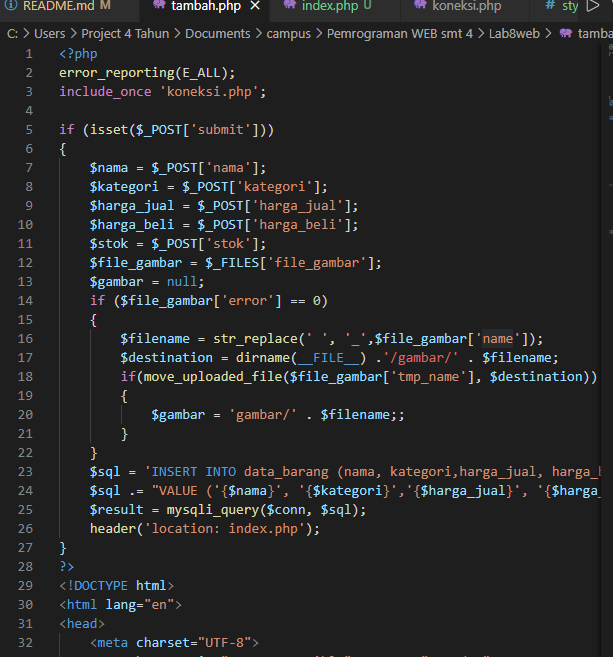 README.md M tambah.php × index.php U koneksi.php # sty
C: > Users > Project 4 Tahun > Documents > campus > Pemrograman WEB smt 4 > Lab8web > tamba
1 <?php
2 error_reporting(E_ALL);
3 include_once 'koneksi.php';
4
5 if (isset($_POST['submit']))
6 {
7 $nama = $_POST['nama'];
8 $kategori = $_POST['kategori'];
9 $harga_jual = $_POST['harga_jual'];
10 $harga_beli = $_POST['harga_beli'];
11 $stok = $_POST['stok'];
12 $file_gambar = $_FILES['file_gambar'];
13 $gambar = null;
14 if ($file_gambar['error'] == 0)
15 {
16 $filename = str_replace(' ', '_',$file_gambar['name']);
17 $destination = dirname(__FILE__) .'/gambar/' . $filename;
18 if(move_uploaded_file($file_gambar['tmp_name'], $destination))
19 {
20 $gambar = 'gambar/' . $filename;;
21 }
22 }
23 $sql = 'INSERT INTO data_barang (nama, kategori,harga_jual, harga_b
24 $sql .= "VALUE ('{$nama}', '{$kategori}','{$harga_jual}', '{$harga_
25 $result = mysqli_query($conn, $sql);
26 header('location: index.php');
27 }
28 ?>
29 <!DOCTYPE html>
30 <html lang="en">
31 <head>
32 <meta charset="UTF-8">